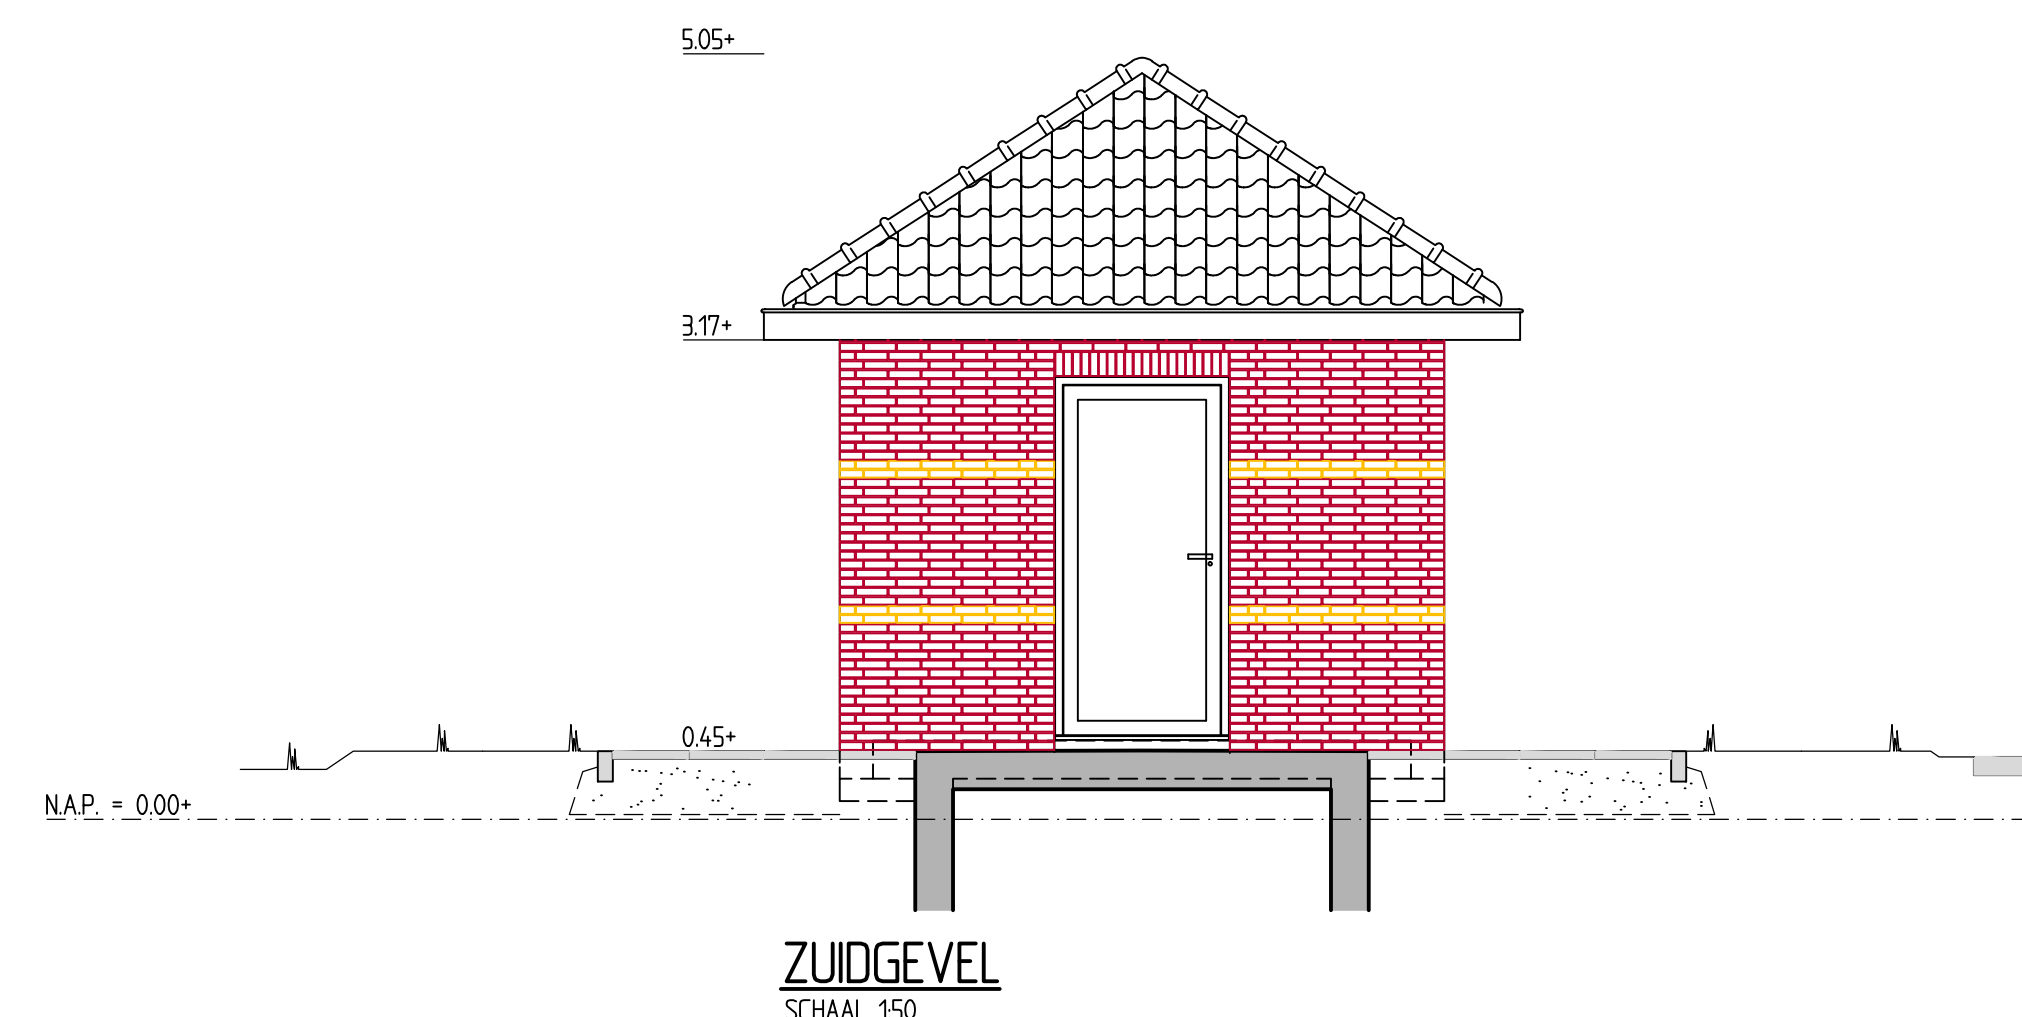 5.05+
3.17+
0.45+
N.A.P. = 0.00+
ZUIDGEVEL
SCHAAL 1:50